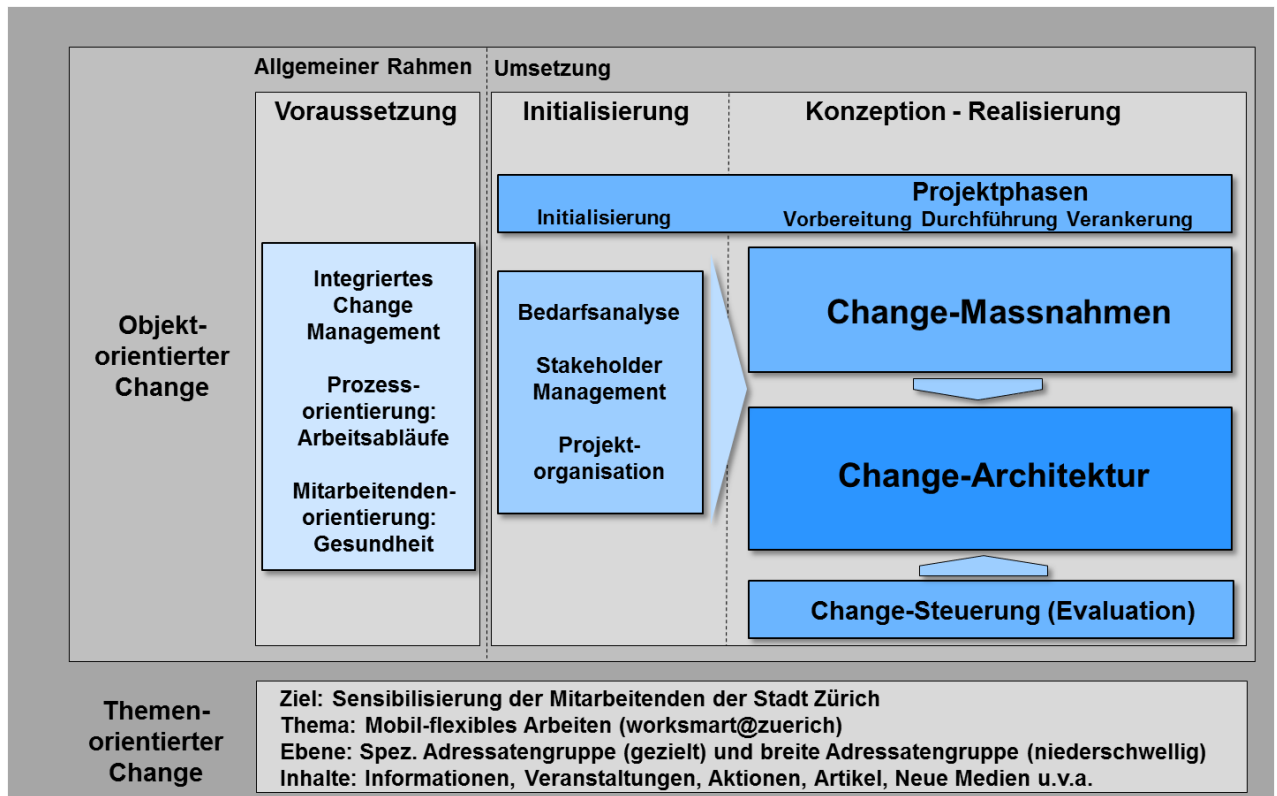 Allgemeiner Rahmen
Umsetzung
Voraussetzung
Initialisierung
Konzeption - Realisierung
Projektphasen
Initialisierung
Vorbereitung Durchführung Verankerung
Objekt-
orientierter
Change
Integriertes
Change
Management
Prozess-
orientierung:
Arbeitsabläufe
Mitarbeitenden-
orientierung:
Gesundheit
Bedarfsanalyse
Stakeholder
Management
Projekt-
organisation
Change-Massnahmen
Change-Architektur
Change-Steuerung (Evaluation)
Themen-
orientierter
Change
Ziel: Sensibilisierung der Mitarbeitenden der Stadt Zürich
Thema: Mobil-flexibles Arbeiten (worksmart@zuerich)
Ebene: Spez. Adressatengruppe (gezielt) und breite Adressatengruppe (niederschwellig)
Inhalte: Informationen, Veranstaltungen, Aktionen, Artikel, Neue Medien u.v.a.